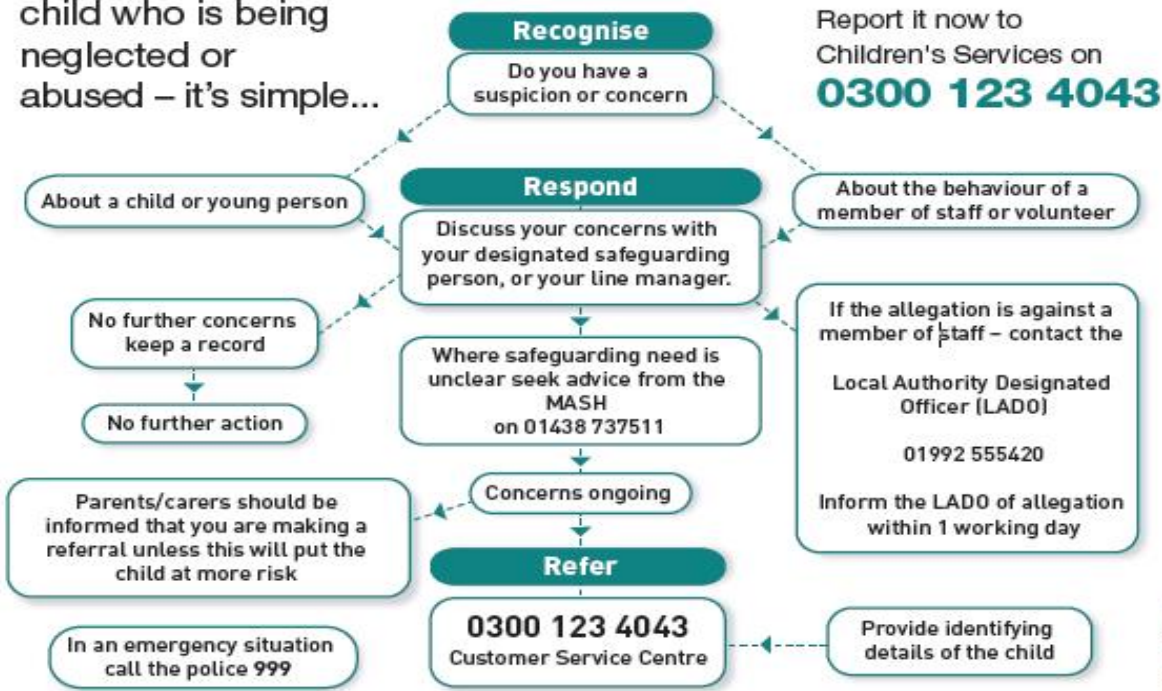 child who is being
neglected or
abused – it's simple...
Report it now to
Children's Services on
0300 123 4043
Recognise
Do you have a
suspicion or concern
About a child or young person
About the behaviour of a
member of staff or volunteer
Respond
Discuss your concerns with
your designated safeguarding
person, or your line manager.
No further concerns
keep a record
No further action
Where safeguarding need is
unclear seek advice from the
MASH
on 01438 737511
If the allegation is against a
member of staff – contact the
Local Authority Designated
Officer (LADO)
01992 555420
Inform the LADO of allegation
within 1 working day
Concerns ongoing
Parents/carers should be
informed that you are making a
referral unless this will put the
child at more risk
Refer
0300 123 4043
Customer Service Centre
Provide identifying
details of the child
In an emergency situation
call the police 999